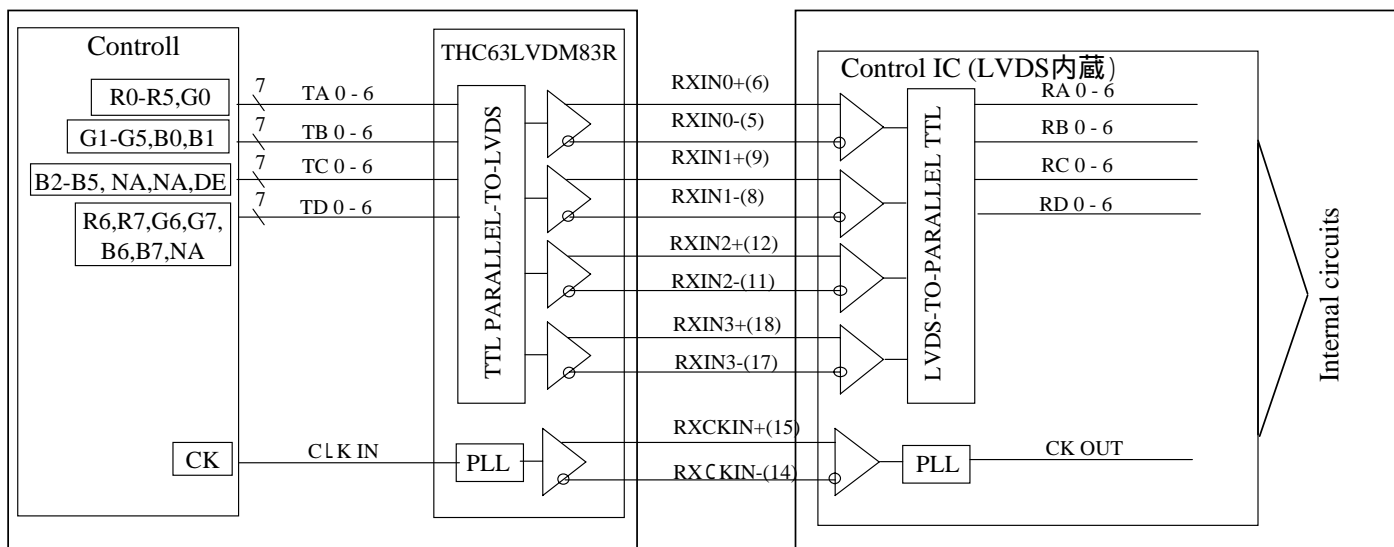 Controll
R0-R5,G0
G1-G5,B0,B1
B2-B5, NA,NA,DE
R6,R7,G6,G7,
B6,B7,NA
CK
7
TA 0 - 6
7
TB 0 - 6
7
TC 0 - 6
7
TD 0 - 6
CLK IN
THC63LVDM83R
TTL PARALLEL-TO-LVDS
PLL
RXIN0+(6)
RXIN0-(5)
RXIN1+(9)
RXIN1-(8)
RXIN2+(12)
RXIN2-(11)
RXIN3+(18)
RXIN3-(17)
RXCKIN+(15)
RXCKIN-(14)
Control IC (LVDS内蔵)
LVDS-TO-PARALLEL TTL
PLL
RA 0 - 6
RB 0 - 6
RC 0 - 6
RD 0 - 6
CK OUT
Internal circuits